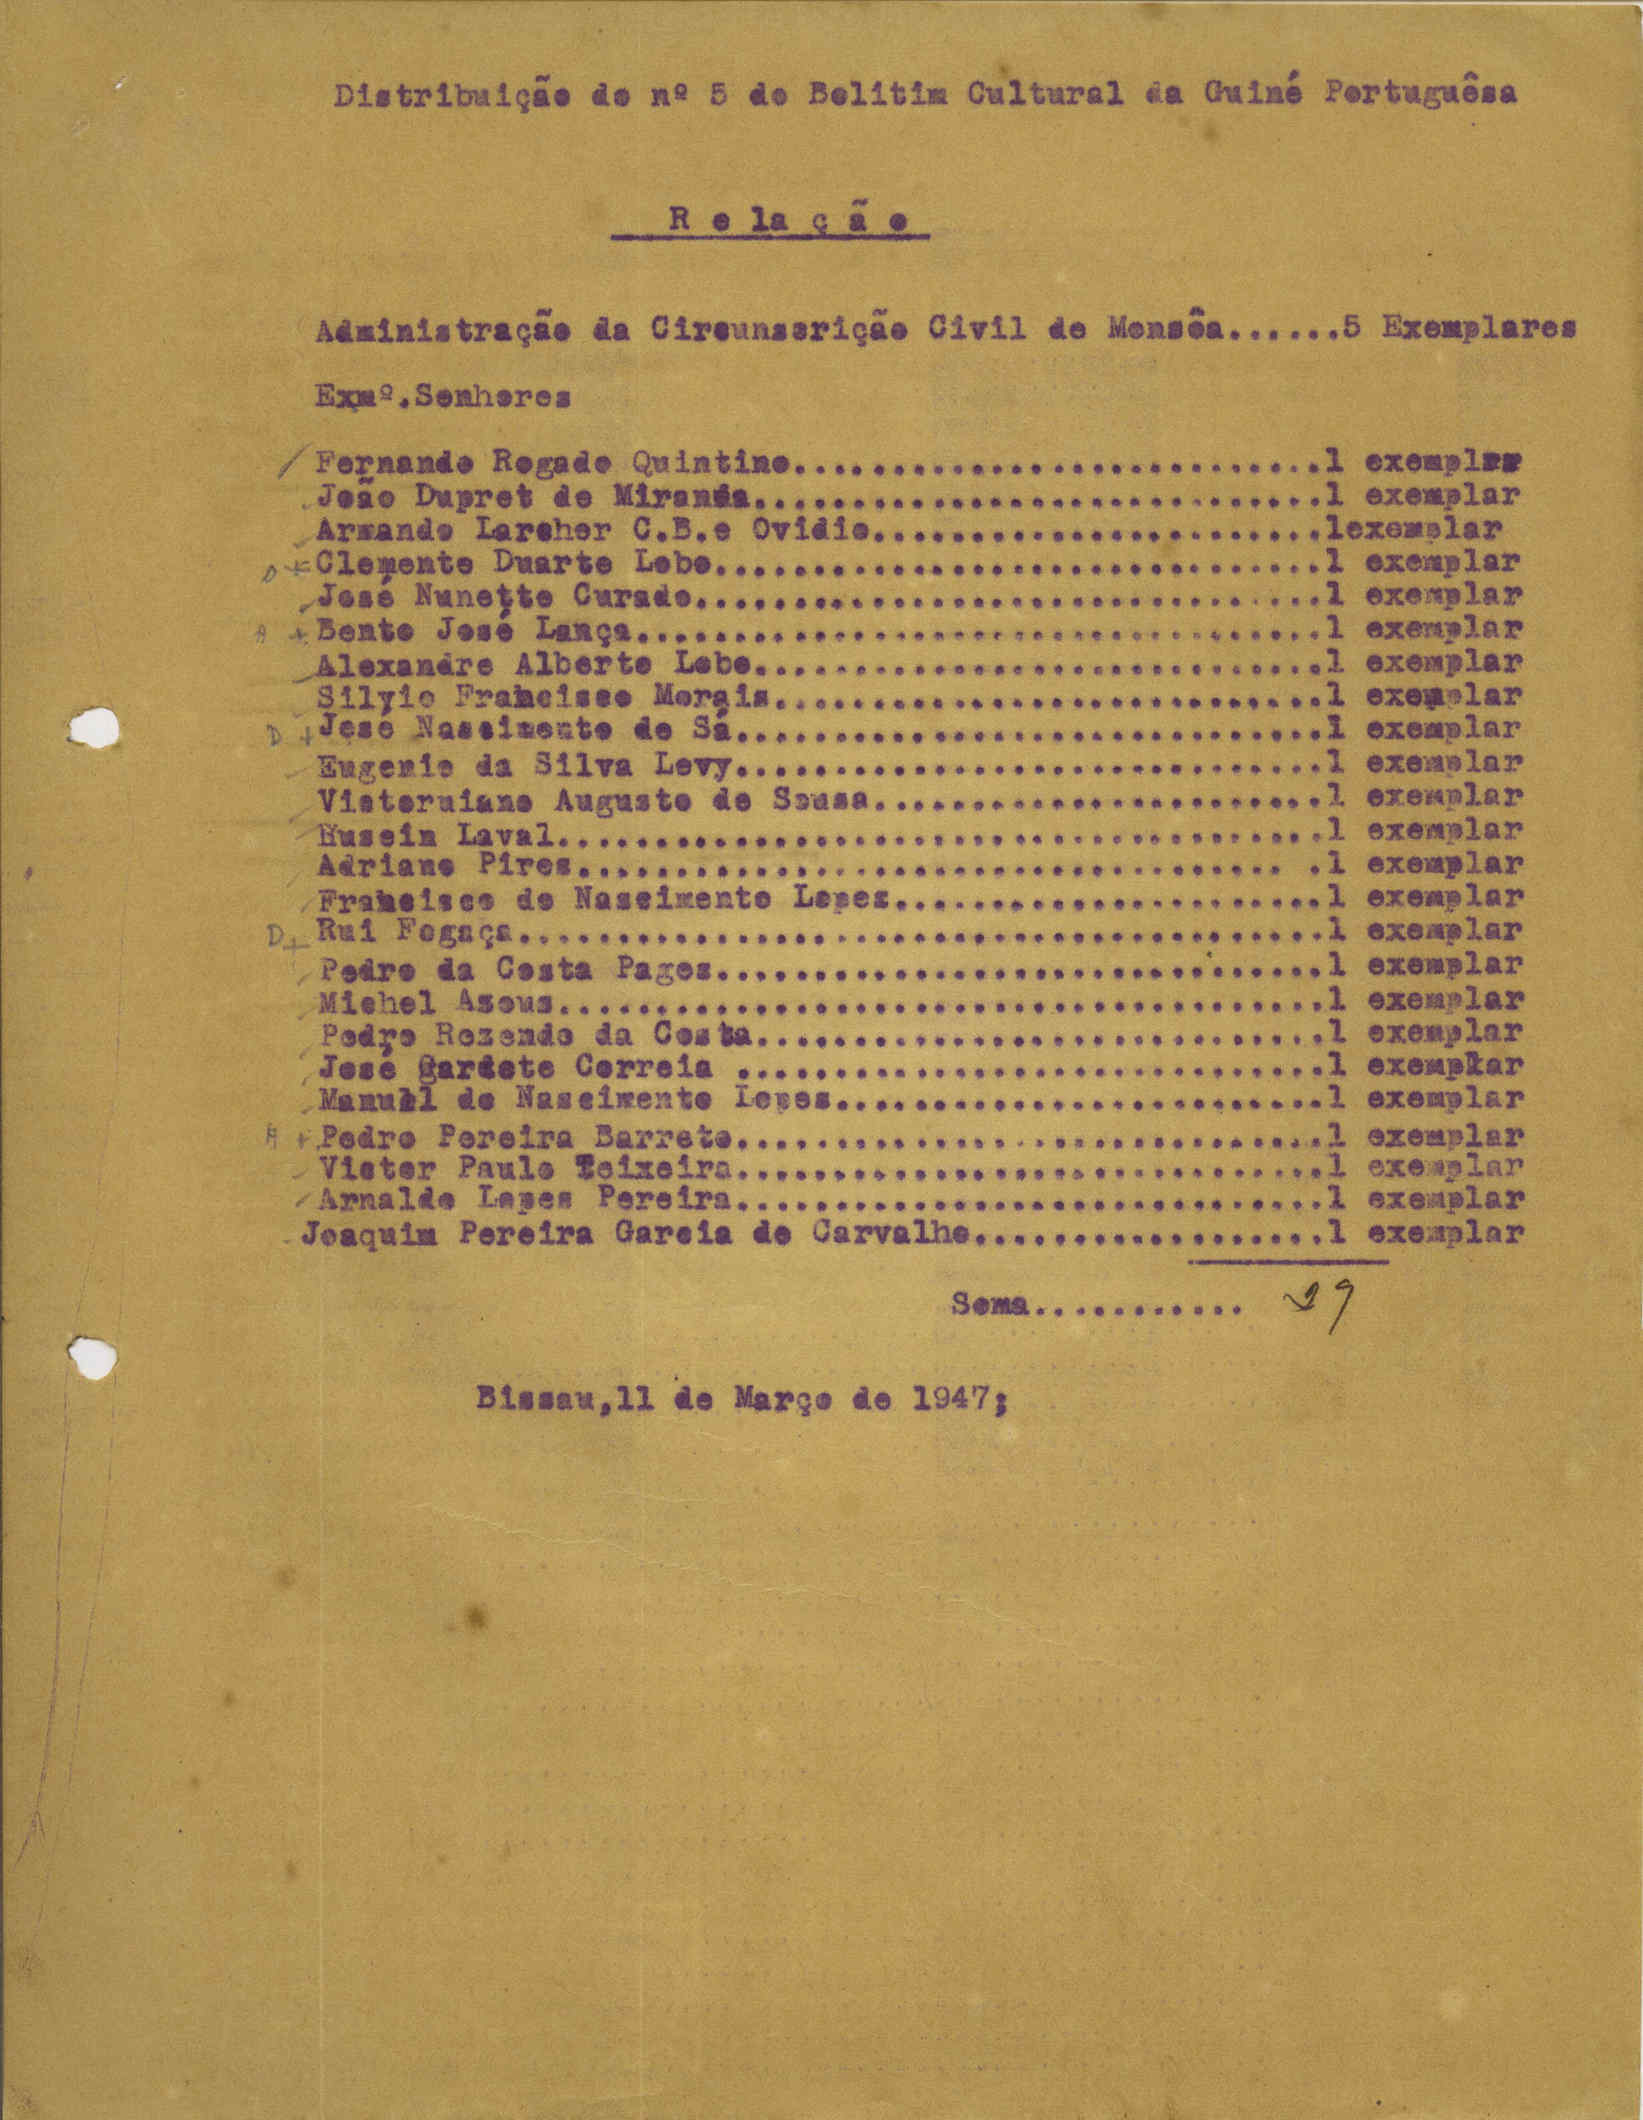 Distribuição do nº 5 do Bolitim Cultural da Guiné Portuguêsa
R e la ç ã o
Administração da Circunscrição Civil de Mansôa......5 Exemplares
Exmº.Senhores
Fernando Rogado Quintino...........................1 exemplar
João Dupret de Miranda.............................1 exemplar
Armando Larcher C.B.e Ovidio.......................1exemplar
D + Clemente Duarte Lobo...............................1 exemplar
José Nunette Curado................................1 exemplar
A + Bento José Lança...................................1 exemplar
Alexandre Alberto Lobo.............................1 exemplar
Silvio Francisco Morais............................1 exemplar
D + José Nascimento de Sá..............................1 exemplar
Eugenio da Silva Levy..............................1 exemplar
Victoruiano Augusto de Sousa.......................1 exemplar
Husein Laval.......................................1 exemplar
Adriano Pires................................... .1 exemplar
Francisco do Nascimento Lopes......................1 exemplar
D + Rui Fogaça.........................................1 exemplar
Pedro da Costa Pages...............................1 exemplar
Michel Azous.......................................1 exemplar
Pedro Rezende da Costa.............................1 exemplar
José Gardete Correia ..............................1 exemplar
Manuel do Nascimento Lopes.........................1 exemplar
A + Pedro Pereira Barreto..............................1 exemplar
Victor Paulo Teixeira..............................1 exemplar
Arnaldo Lopes Pereira..............................1 exemplar
Joaquim Pereira Garcia de Carvalho..................1 exemplar
Soma........... 29
Bissau,11 de Março de 1947;